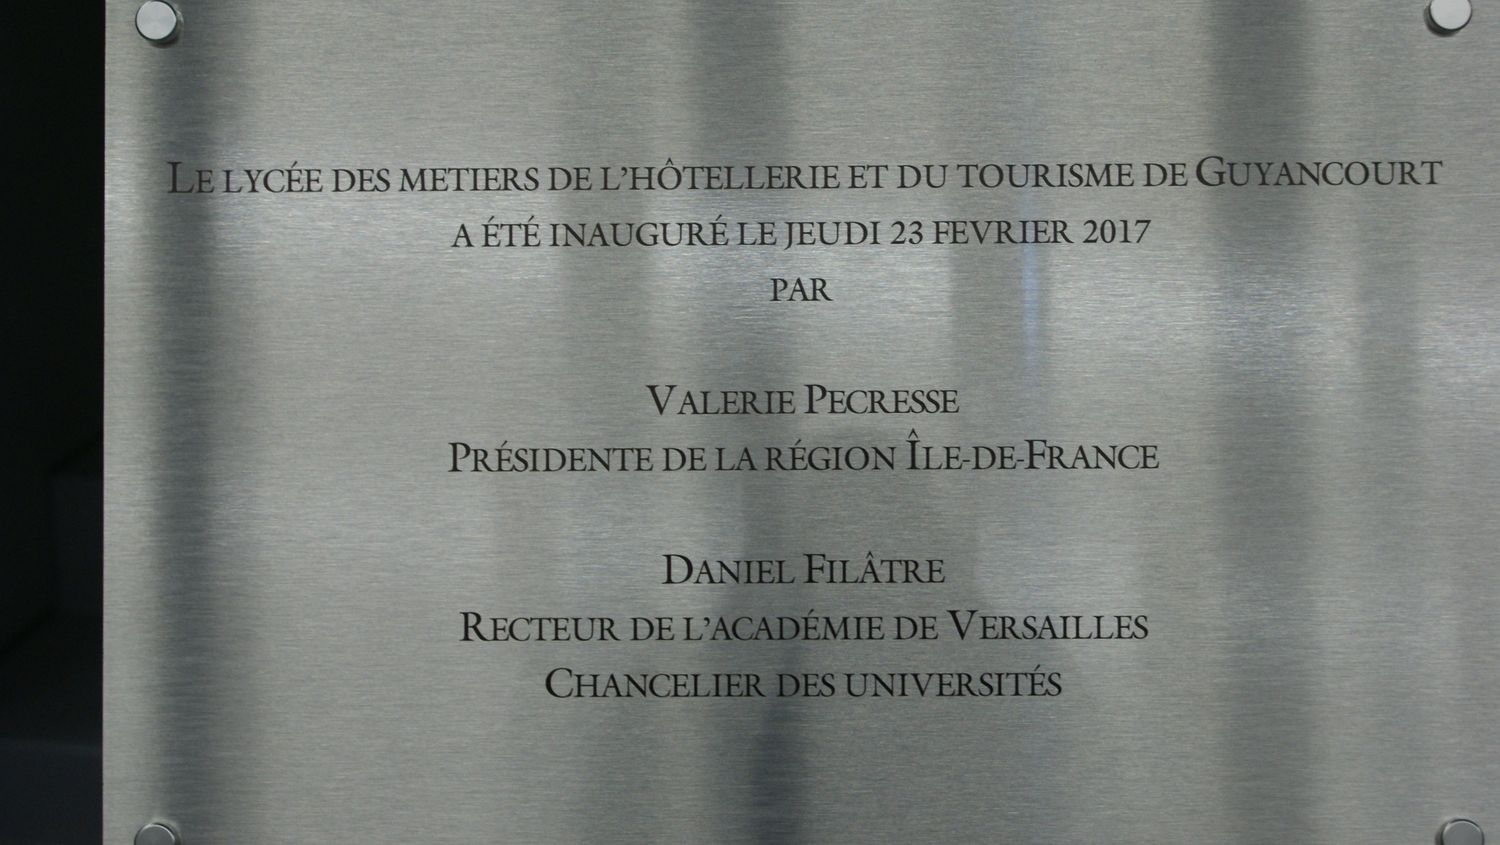 LE LYCÉE DES METIERS DE L'HÔTELLERIE ET DU TOURISME DE GUYANCOURT
A ÉTÉ INAUGURÉ LE JEUDI 23 FEVRIER 2017
PAR
VALERIE PECRESSE
PRÉSIDENTE DE LA RÉGION ÎLE-DE-FRANCE
DANIEL FILÂTRE
RECTEUR DE L'ACADÉMIE DE VERSAILLES
CHANCELIER DES UNIVERSITÉS